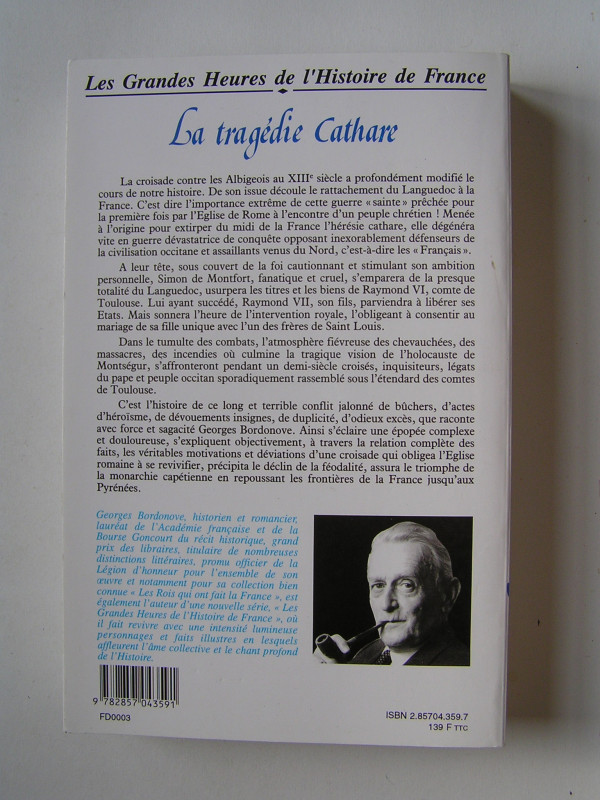 Les Grandes Heures de l'Histoire de France
La tragédie Cathare
La croisade contre les Albigeois au XIIIe siècle a profondément modifié le
cours de notre histoire. De son issue découle le rattachement du Languedoc à la
France. C'est dire l'importance extrême de cette guerre « sainte » prêchée pour
la première fois par l'Eglise de Rome à l'encontre d'un peuple chrétien ! Menée
à l'origine pour extirper du midi de la France l'hérésie cathare, elle dégénéra
vite en guerre dévastatrice de conquête opposant inexorablement défenseurs de
la civilisation occitane et assaillants venus du Nord, c'est-à-dire les « Français ».
A leur tête, sous couvert de la foi cautionnant et stimulant son ambition
personnelle, Simon de Montfort, fanatique et cruel, s'emparera de la presque
totalité du Languedoc, usurpera les titres et les biens de Raymond VI, comte de
Toulouse. Lui ayant succédé, Raymond VII, son fils, parviendra à libérer ses
Etats. Mais sonnera l'heure de l'intervention royale, l'obligeant à consentir au
mariage de sa fille unique avec l'un des frères de Saint Louis.
Dans le tumulte des combats, l'atmosphère fiévreuse des chevauchées, des
massacres, des incendies où culmine la tragique vision de l'holocauste de
Montségur, s'affronteront pendant un demi-siècle croisés, inquisiteurs, légats
du pape et peuple occitan sporadiquement rassemblé sous l'étendard des comtes
de Toulouse.
C'est l'histoire de ce long et terrible conflit jalonné de bûchers, d'actes
d'héroïsme, de dévouements insignes, de duplicité, d'odieux excès, que raconte
avec force et sagacité Georges Bordonove. Ainsi s'éclaire une épopée complexe
et douloureuse, s'expliquent objectivement, à travers la relation complète des
faits, les véritables motivations et déviations d'une croisade qui obligea l'Eglise
romaine à se revivifier, précipita le déclin de la féodalité, assura le triomphe de
la monarchie capétienne en repoussant les frontières de la France jusqu'aux
Pyrénées.
Georges Bordonove, historien et romancier,
lauréat de l'Académie française et de la
Bourse Goncourt du récit historique, grand
prix des libraires, titulaire de nombreuses
distinctions littéraires, promu officier de la
Légion d'honneur pour l'ensemble de son
œuvre et notamment pour sa collection bien
connue « Les Rois qui ont fait la France », est
également l'auteur d'une nouvelle série, « Les
Grandes Heures de l'Histoire de France », où
il fait revivre avec une intensité lumineuse
personnages et faits illustres en lesquels
affleurent l'âme collective et le chant profond
de l'Histoire.
9 782857 043591
FD0003
ISBN 2.85704.359.7
139 F TTC